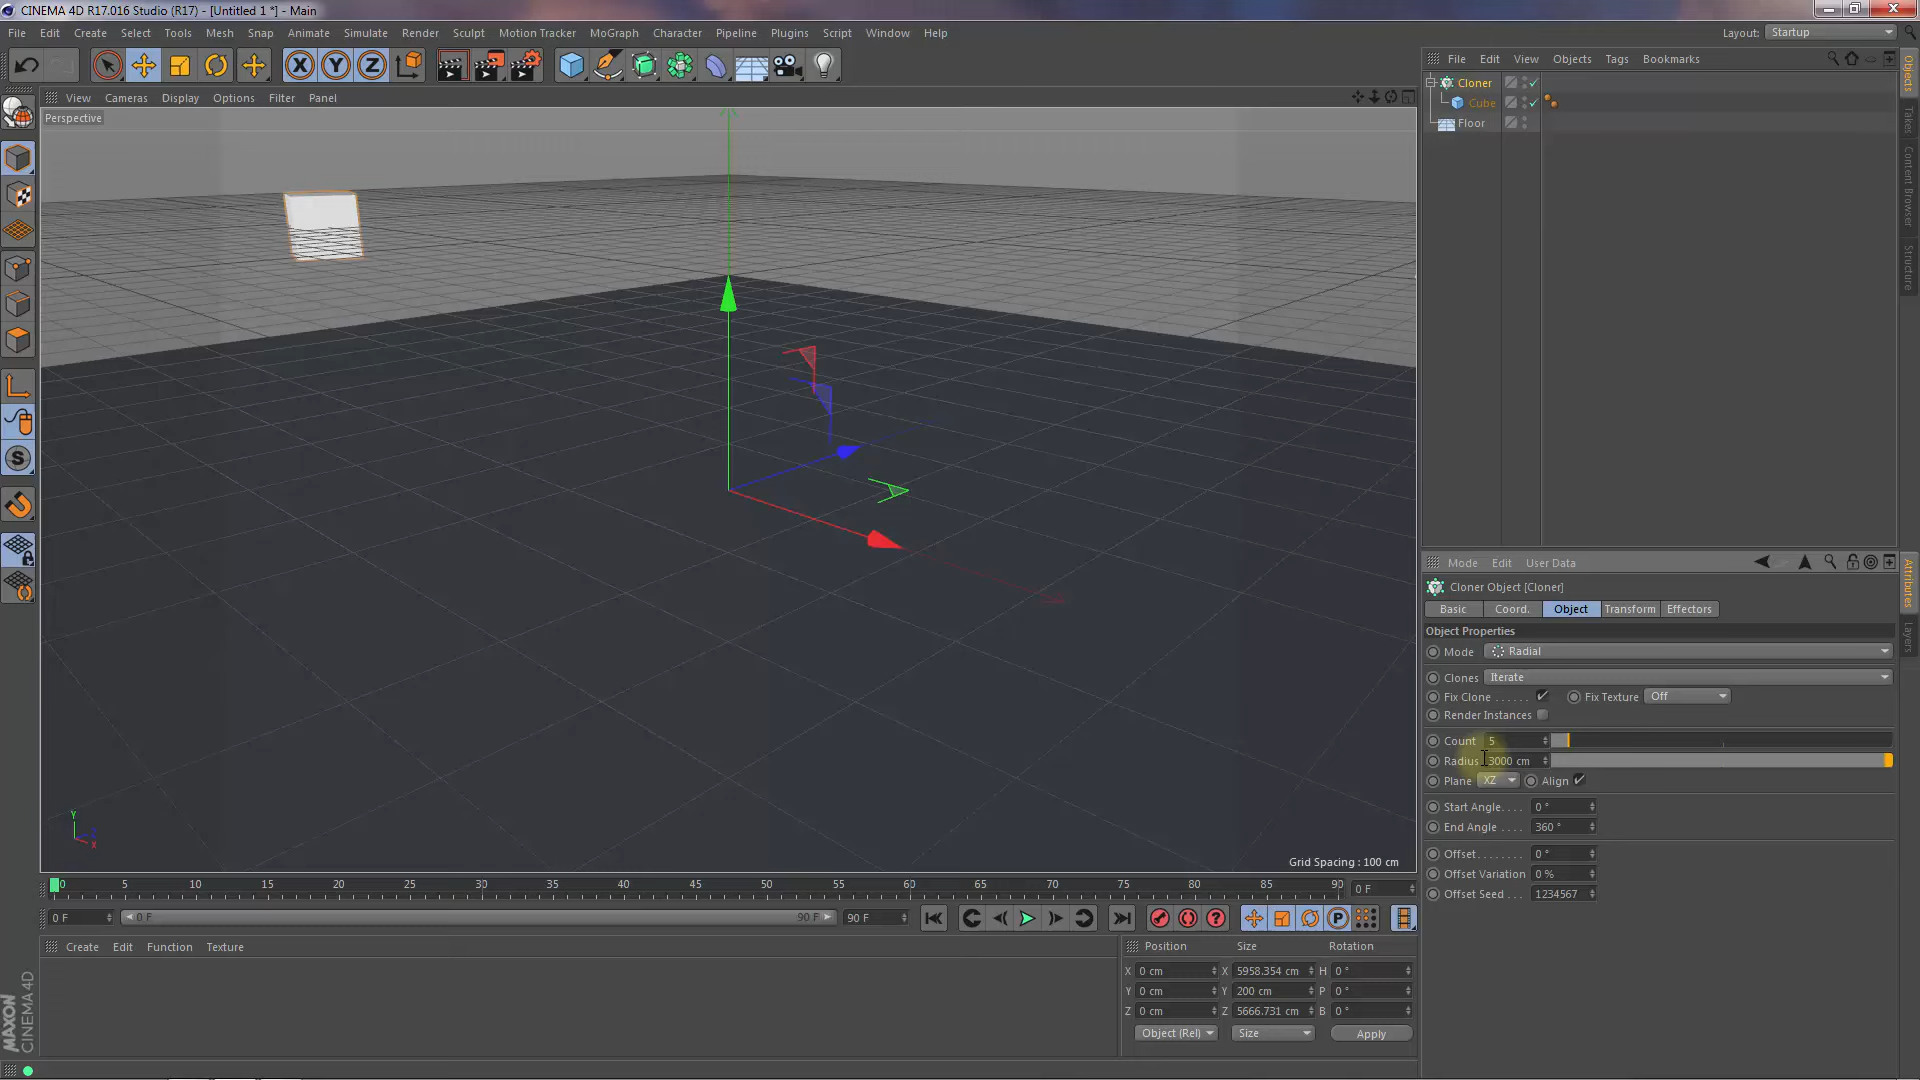 CINEMA 4D R17.016 Studio (R17) - [Untitled 1 *] - Main
File Edit Create Select Tools Mesh Snap Animate Simulate Render Sculpt Motion Tracker MoGraph Character Pipeline Plugins Script Window Help
Layout: Startup
X Y Z
File Edit View Objects Tags Bookmarks
View Cameras Display Options Filter Panel
Perspective
Cloner
Cube
Floor
Objects
Takes
Content Browser
Structure
Y
Z
X
Grid Spacing : 100 cm
Mode Edit User Data
Cloner Object [Cloner]
Basic Coord. Object Transform Effectors
Object Properties
Mode Radial
Clones Iterate
Fix Clone . . . . . . Fix Texture Off
Render Instances
Count 5
Radius 3000 cm
Plane XZ Align
Start Angle. . . . 0 °
End Angle . . . . 360 °
Offset. . . . . . . . 0 °
Offset Variation 0 %
Offset Seed . . . 1234567
Attributes
Layers
0 5 10 15 20 25 30 35 40 45 50 55 60 65 70 75 80 85 90 0 F
0 F 0 F 90 F 90 F
Create Edit Function Texture
Position Size Rotation
X 0 cm X 5958.354 cm H 0 °
Y 0 cm Y 200 cm P 0 °
Z 0 cm Z 5666.731 cm B 0 °
Object (Rel) Size Apply
MAXON
CINEMA 4D